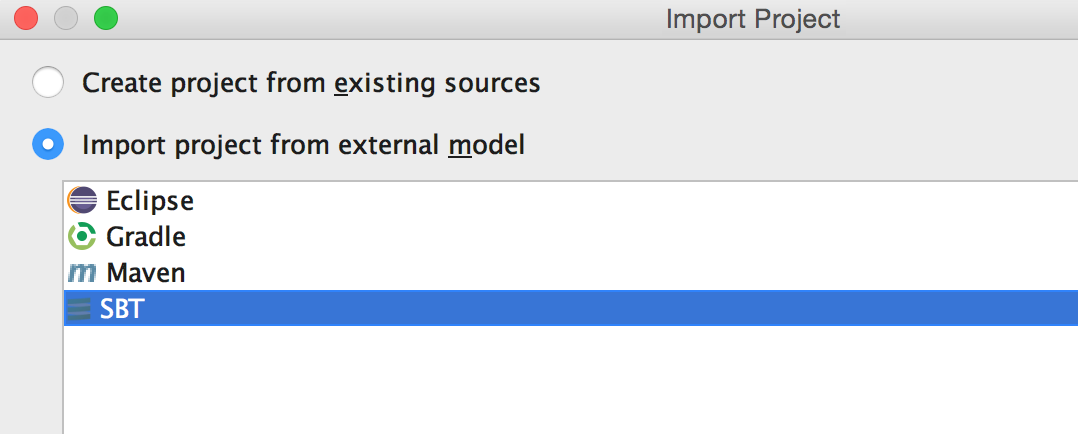 Import Project
Create project from existing sources
Import project from external model
Eclipse
Gradle
Maven
SBT